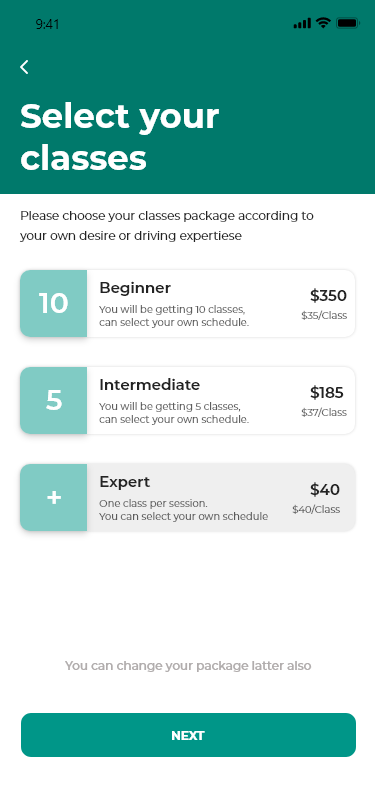 9:41
Select your
classes
Please choose your classes package according to
your own desire or driving expertiese
10
Beginner
You will be getting 10 classes,
can select your own schedule.
$350
$35/Class
5
Intermediate
You will be getting 5 classes,
can select your own schedule.
$185
$37/Class
+
Expert
One class per session.
You can select your own schedule
$40
$40/Class
You can change your package latter also
NEXT